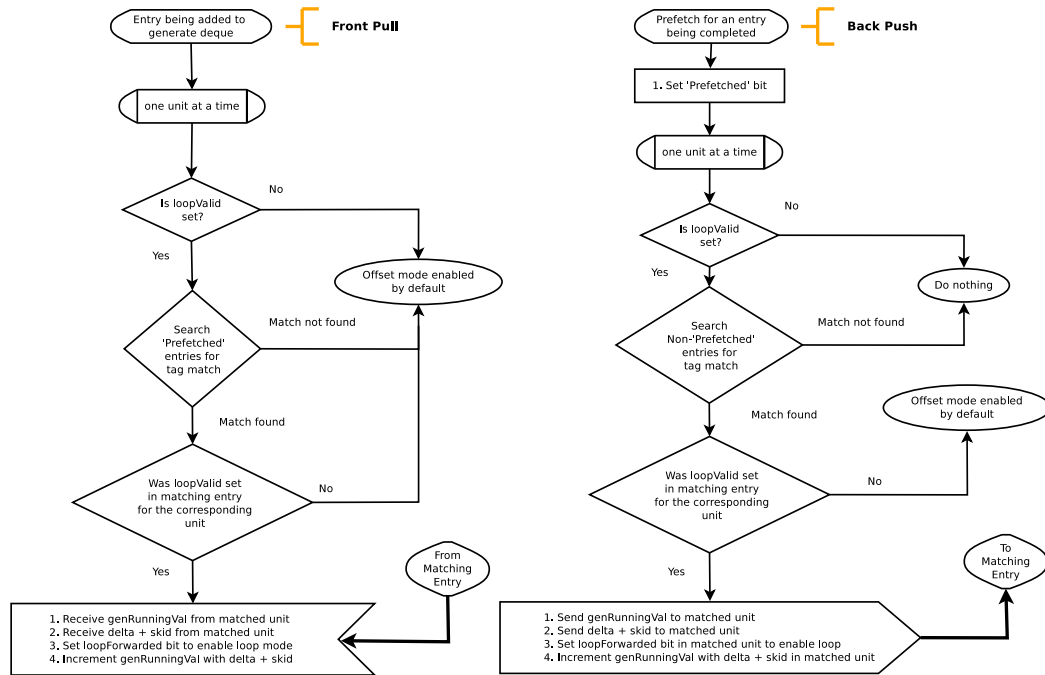 Entry being added to
generate deque
Front Pull
one unit at a time
No
Is loopValid
set?
Yes
Offset mode enabled
by default
Match not found
Search
'Prefetched'
entries for
tag match
Match found
Was loopValid set
in matching entry
for the corresponding
unit
No
Yes
From
Matching
Entry
1. Receive genRunningVal from matched unit
2. Receive delta + skid from matched unit
3. Set loopForwarded bit to enable loop mode
4. Increment genRunningVal with delta + skid
Prefetch for an entry
being completed
Back Push
1. Set 'Prefetched' bit
one unit at a time
No
Is loopValid
set?
Yes
Do nothing
Match not found
Search
Non-'Prefetched'
entries for
tag match
Offset mode enabled
by default
Match found
Was loopValid set
in matching entry
for the corresponding
unit
No
Yes
To
Matching
Entry
1. Send genRunningVal to matched unit
2. Send delta + skid to matched unit
3. Set loopForwarded bit in matched unit to enable loop
4. Increment genRunningVal with delta + skid in matched unit